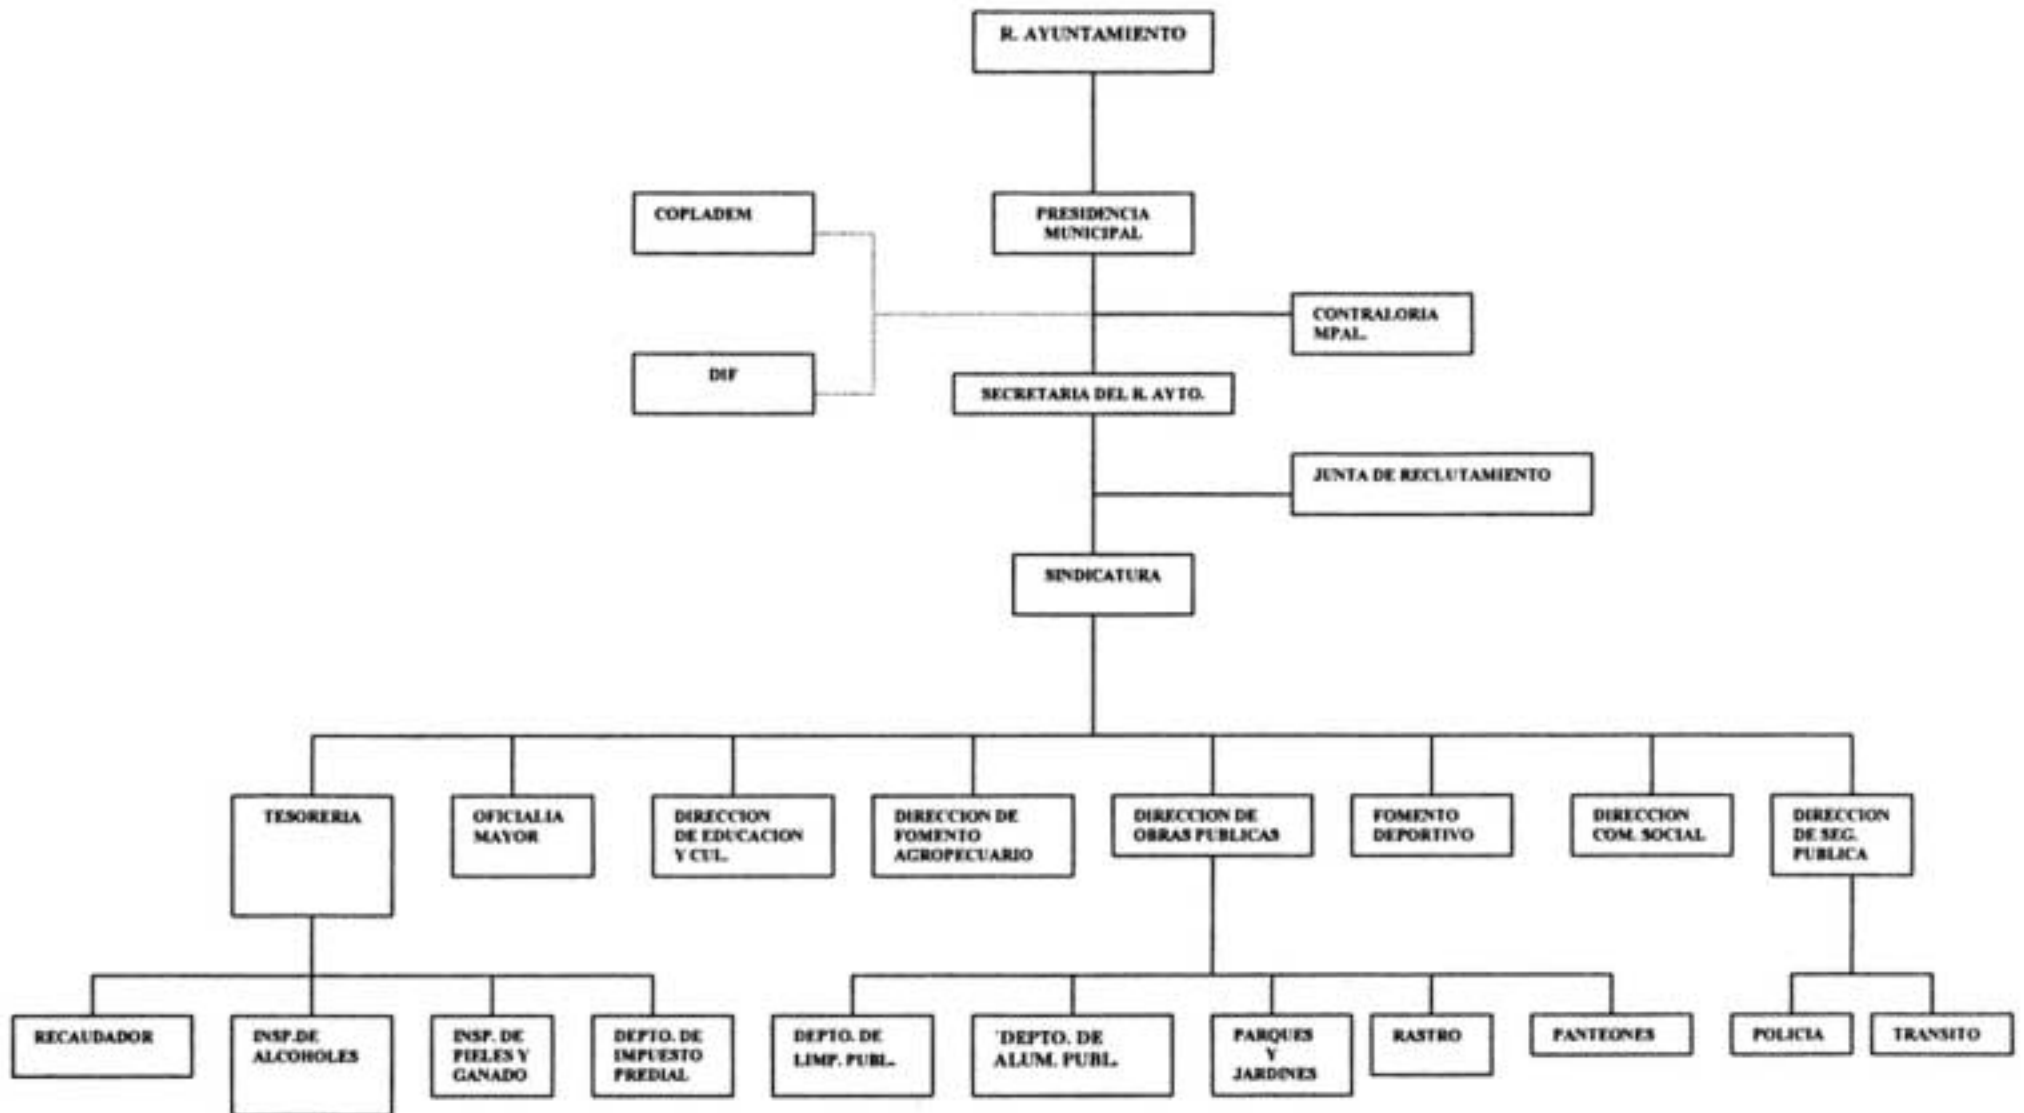 R. AYUNTAMIENTO
COPLADEM
PRESIDENCIA
MUNICIPAL
CONTRALORIA
MPAL.
DIF
SECRETARIA DEL R. AYTO.
JUNTA DE RECLUTAMIENTO
SINDICATURA
TESORERIA
OFICIALIA
MAYOR
DIRECCION
DE EDUCACION
Y CUL.
DIRECCION DE
FOMENTO
AGROPECUARIO
DIRECCION DE
OBRAS PUBLICAS
FOMENTO
DEPORTIVO
DIRECCION
COM. SOCIAL
DIRECCION
DE SEG.
PUBLICA
RECAUDADOR
INSP.DE
ALCOHOLES
INSP. DE
PIELES Y
GANADO
DEPTO. DE
IMPUESTO
PREDIAL
DEPTO. DE
LIMP. PUBL.
'DEPTO. DE
ALUM. PUBL.
PARQUES
Y
JARDINES
RASTRO
PANTEONES
POLICIA
TRANSITO